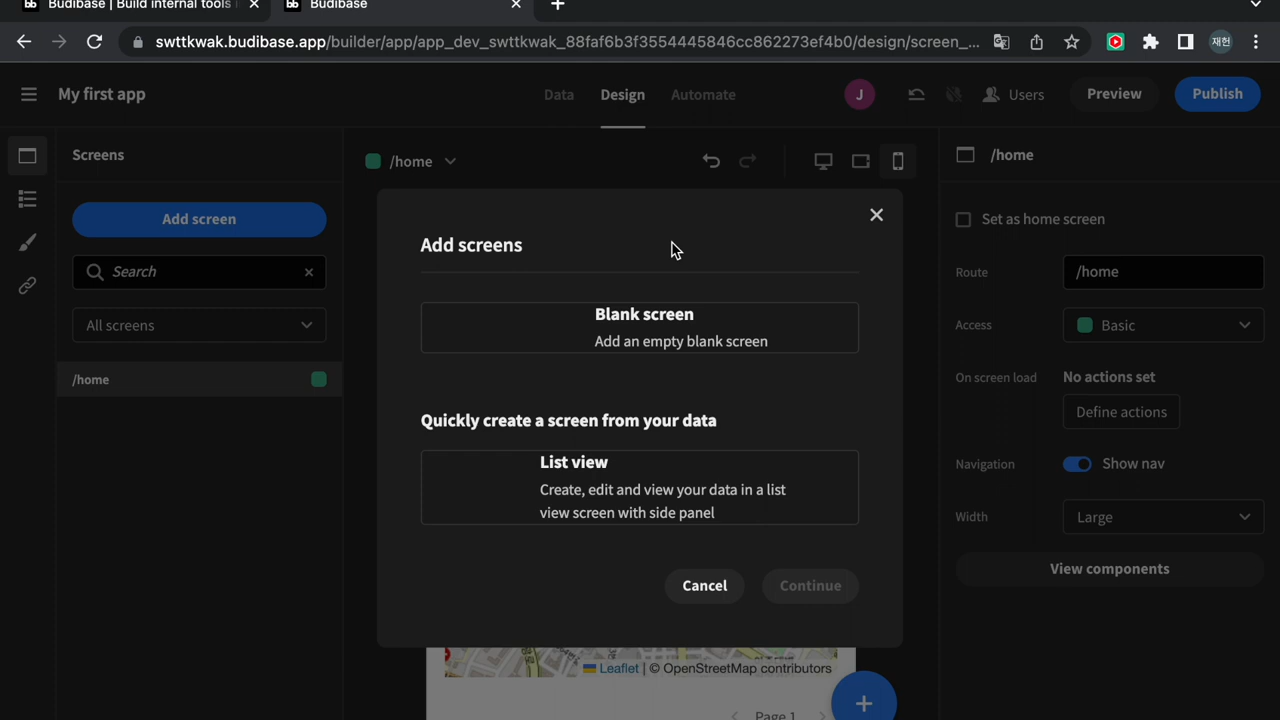 Budibase | Build internal tools
Budibase
swttkwak.budibase.app/builder/app/app_dev_swttkwak_88faf6b3f3554445846cc862273ef4b0/design/screen_...
재헌
My first app
Data
Design
Automate
J
Users
Preview
Publish
Screens
/home
/home
Add screen
Set as home screen
Add screens
Search
Route
/home
Blank screen
Add an empty blank screen
All screens
Access
Basic
/home
On screen load
No actions set
Define actions
Quickly create a screen from your data
List view
Create, edit and view your data in a list
view screen with side panel
Navigation
Show nav
Width
Large
View components
Cancel
Continue
Leaflet | © OpenStreetMap contributors
Page 1